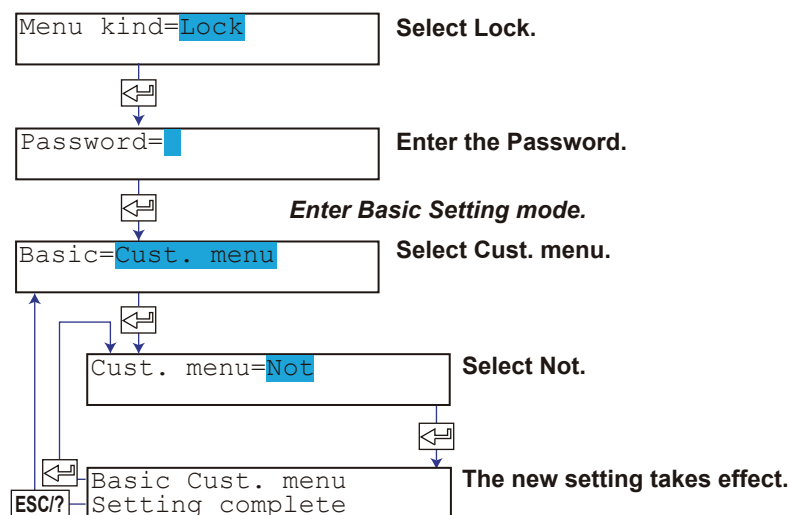 Menu kind=Lock
Select Lock.
Password=
Enter the Password.
Enter Basic Setting mode.
Basic=Cust. menu
Select Cust. menu.
Cust. menu=Not
Select Not.
Basic Cust. menu
The new setting takes effect.
ESC/?
Setting complete